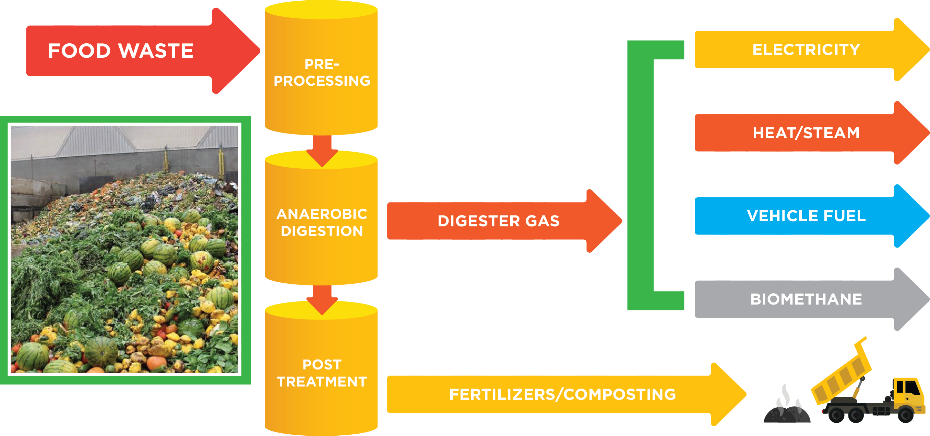 FOOD WASTE
PRE-
PROCESSING
ANAEROBIC
DIGESTION
POST
TREATMENT
DIGESTER GAS
ELECTRICITY
HEAT/STEAM
VEHICLE FUEL
BIOMETHANE
FERTILIZERS/COMPOSTING